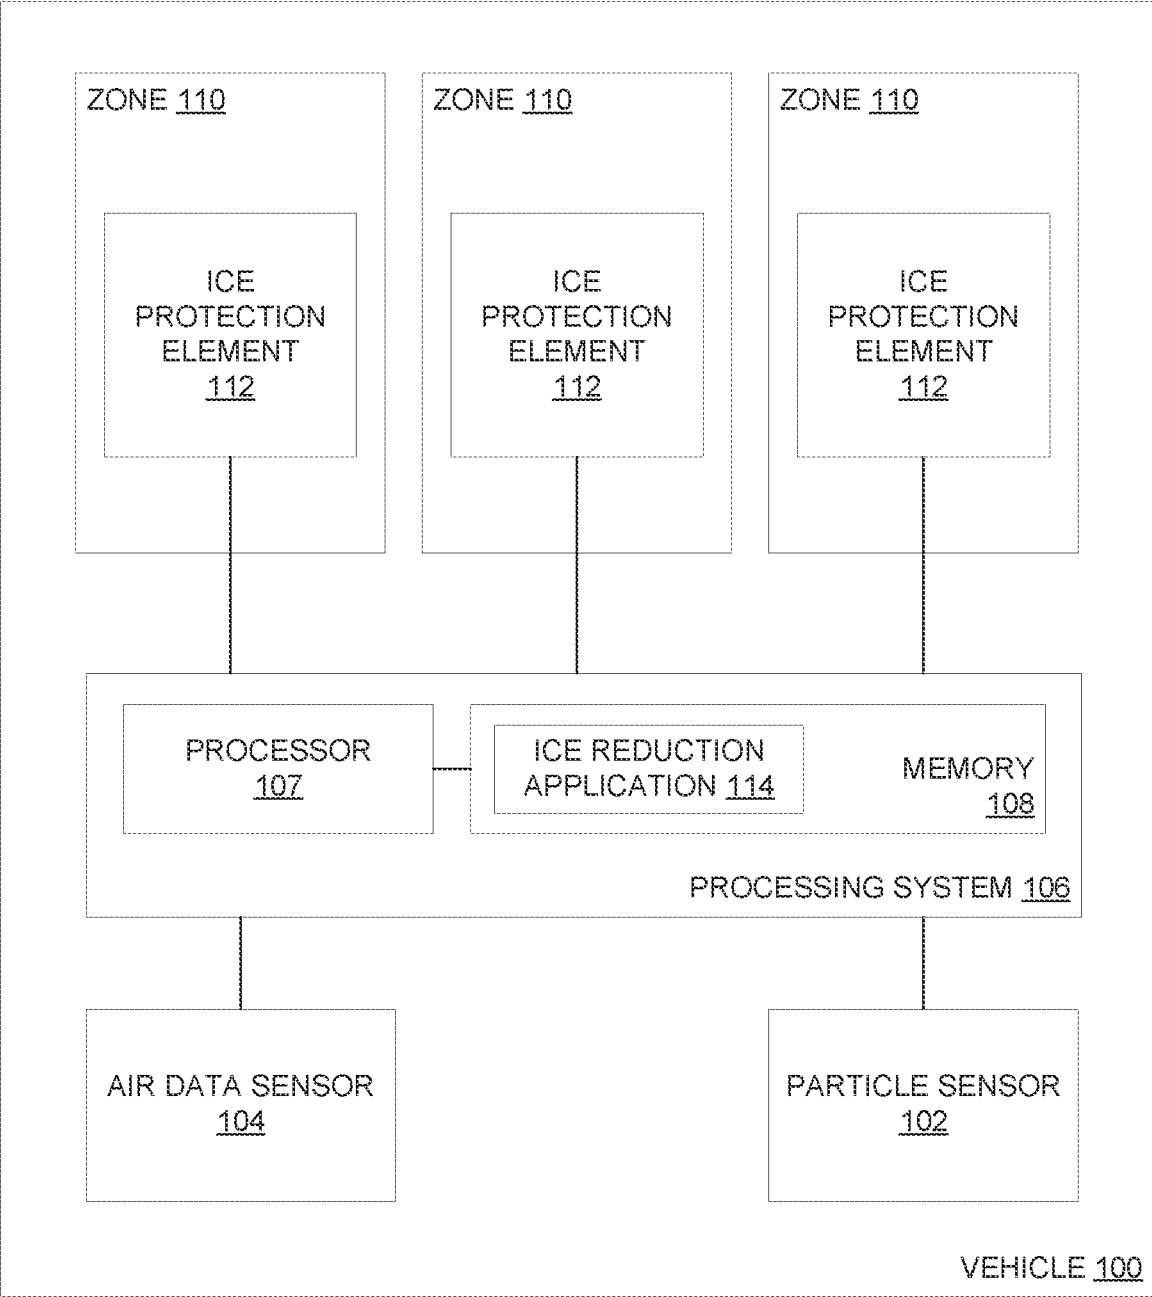 ZONE 110
ZONE 110
ZONE 110
ICE
PROTECTION
ELEMENT
112
ICE
PROTECTION
ELEMENT
112
ICE
PROTECTION
ELEMENT
112
PROCESSOR
107
ICE REDUCTION
APPLICATION 114
MEMORY
108
PROCESSING SYSTEM 106
AIR DATA SENSOR
104
PARTICLE SENSOR
102
VEHICLE 100